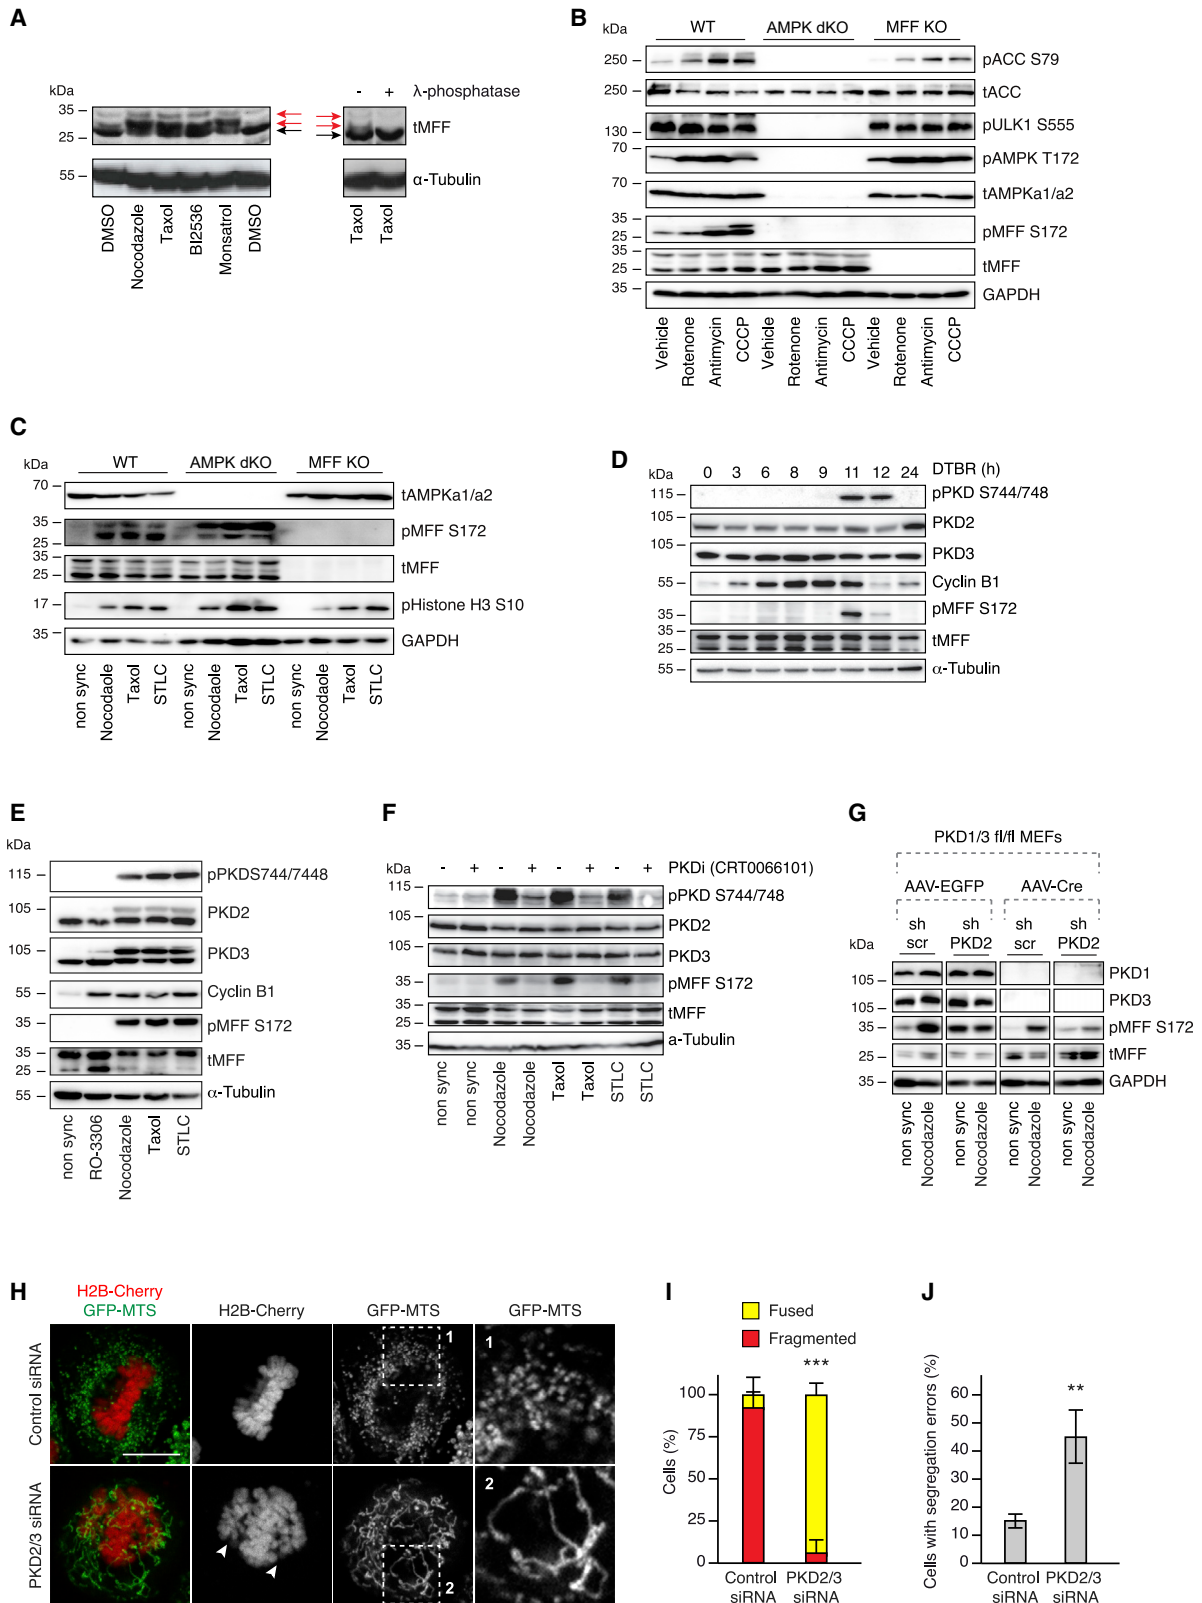 A
kDa
35
25
55
- + λ-phosphatase
tMFF
α-Tubulin
DMSO
Nocodazole
Taxol
BI2536
Monsatrol
DMSO
Taxol
Taxol
B
kDa
WT AMPK dKO MFF KO
250 pACC S79
250 tACC
130 pULK1 S555
70 pAMPK T172
70 tAMPKa1/a2
35
25 pMFF S172
35
25 tMFF
35 GAPDH
Vehicle
Rotenone
Antimycin
CCCP
Vehicle
Rotenone
Antimycin
CCCP
Vehicle
Rotenone
Antimycin
CCCP
C
kDa
WT AMPK dKO MFF KO
70 tAMPKa1/a2
35
25 pMFF S172
35
25 tMFF
17 pHistone H3 S10
35 GAPDH
non sync
Nocodaole
Taxol
STLC
non sync
Nocodazole
Taxol
STLC
non sync
Nocodazole
Taxol
STLC
D
kDa 0 3 6 8 9 11 12 24 DTBR (h)
115 pPKD S744/748
105 PKD2
105 PKD3
55 Cyclin B1
35 pMFF S172
35
25 tMFF
55 α-Tubulin
E
kDa
115 pPKDS744/7448
105 PKD2
105 PKD3
55 Cyclin B1
35 pMFF S172
35
25 tMFF
55 α-Tubulin
non sync
RO-3306
Nocodazole
Taxol
STLC
F
kDa - + - + - + - + PKDi (CRT0066101)
115 pPKD S744/748
105 PKD2
105 PKD3
35 pMFF S172
35
25 tMFF
35 a-Tubulin
non sync
non sync
Nocodazole
Nocodazole
Taxol
Taxol
STLC
STLC
G
PKD1/3 fl/fl MEFs
AAV-EGFP AAV-Cre
sh scr sh PKD2 sh scr sh PKD2
kDa
105 PKD1
105 PKD3
35 pMFF S172
25 tMFF
35 GAPDH
non sync
Nocodazole
non sync
Nocodazole
non sync
Nocodazole
non sync
Nocodazole
H
H2B-Cherry
GFP-MTS H2B-Cherry GFP-MTS GFP-MTS
Control siRNA
1 1
PKD2/3 siRNA
2 2
I
Fused
Fragmented
***
Cells (%)
100
75
50
25
0
Control siRNA
PKD2/3 siRNA
J
**
Cells with segregation errors (%)
60
50
40
30
20
10
0
Control siRNA
PKD2/3 siRNA